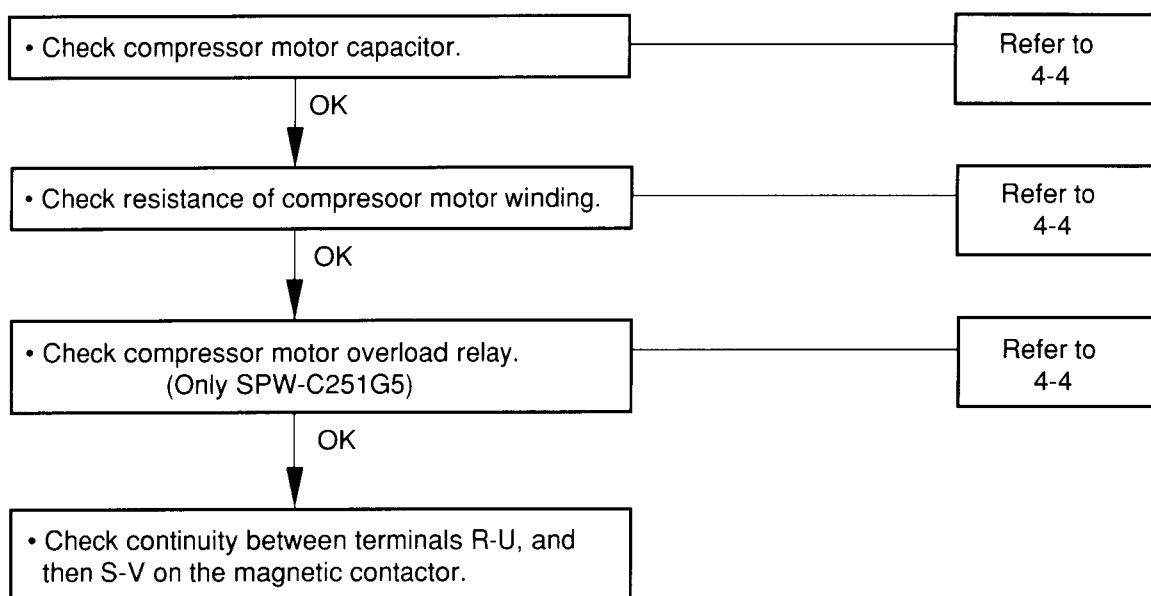 • Check compressor motor capacitor.
Refer to
4-4
OK
• Check resistance of compresoor motor winding.
Refer to
4-4
OK
• Check compressor motor overload relay.
(Only SPW-C251G5)
Refer to
4-4
OK
• Check continuity between terminals R-U, and
then S-V on the magnetic contactor.